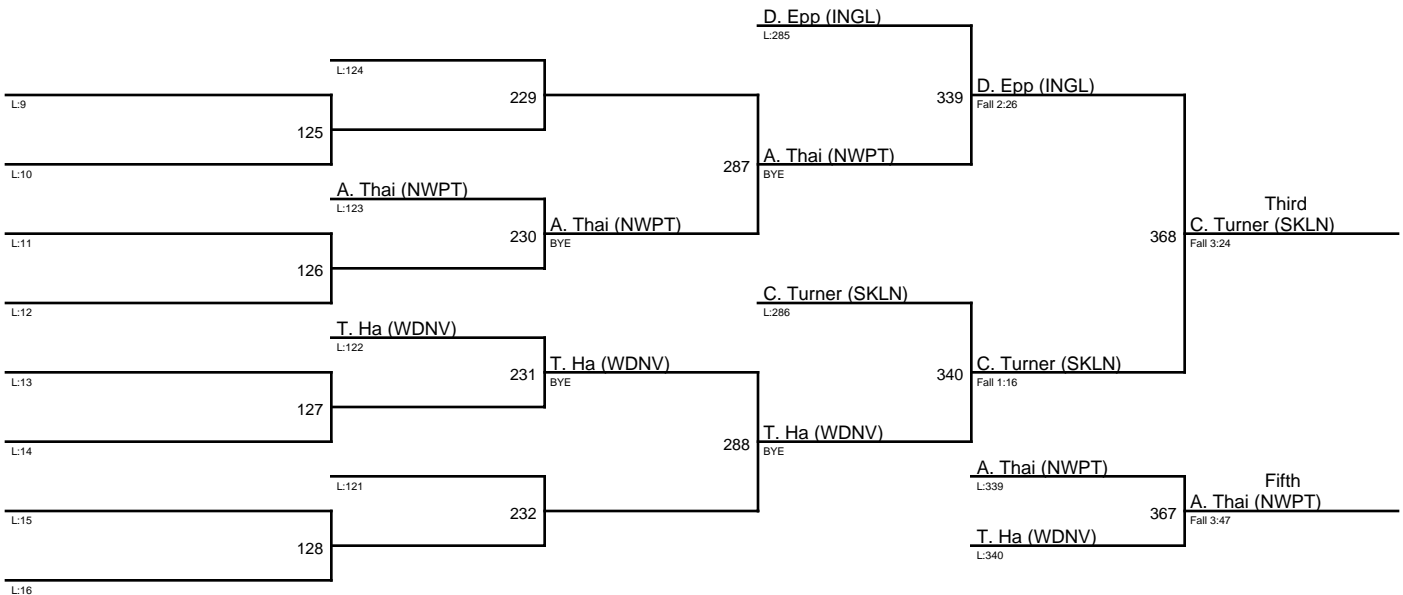 D. Epp (INGL)
L:285
L:124
L:9
229
339
D. Epp (INGL)
Fall 2:26
125
L:10
287
A. Thai (NWPT)
BYE
A. Thai (NWPT)
L:123
L:11
230
A. Thai (NWPT)
BYE
368
Third
C. Turner (SKLN)
Fall 3:24
126
L:12
C. Turner (SKLN)
L:286
T. Ha (WDNV)
L:122
L:13
231
T. Ha (WDNV)
BYE
340
C. Turner (SKLN)
Fall 1:16
127
L:14
288
T. Ha (WDNV)
BYE
L:121
A. Thai (NWPT)
L:339
L:15
232
367
Fifth
A. Thai (NWPT)
Fall 3:47
128
T. Ha (WDNV)
L:340
L:16